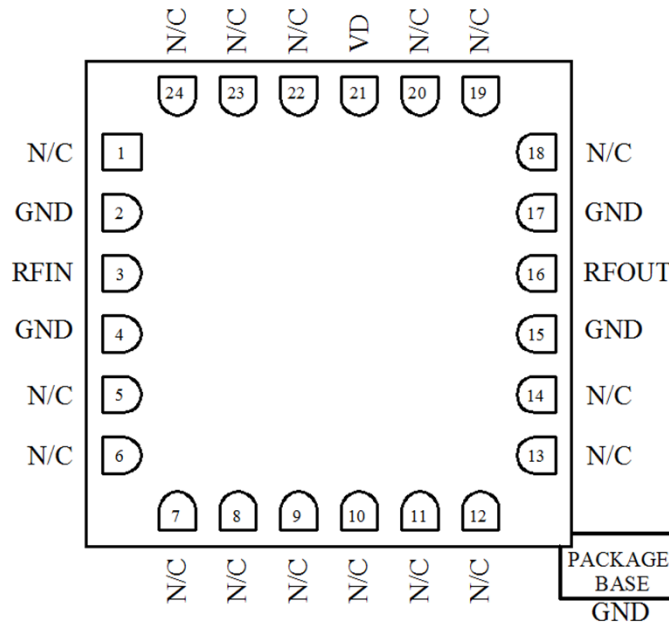 N/C N/C N/C VD N/C N/C
24 23 22 21 20 19
N/C 1 18 N/C
GND 2 17 GND
RFIN 3 16 RFOUT
GND 4 15 GND
N/C 5 14 N/C
N/C 6 13 N/C
7 8 9 10 11 12
N/C N/C N/C N/C N/C N/C
PACKAGE
BASE
GND